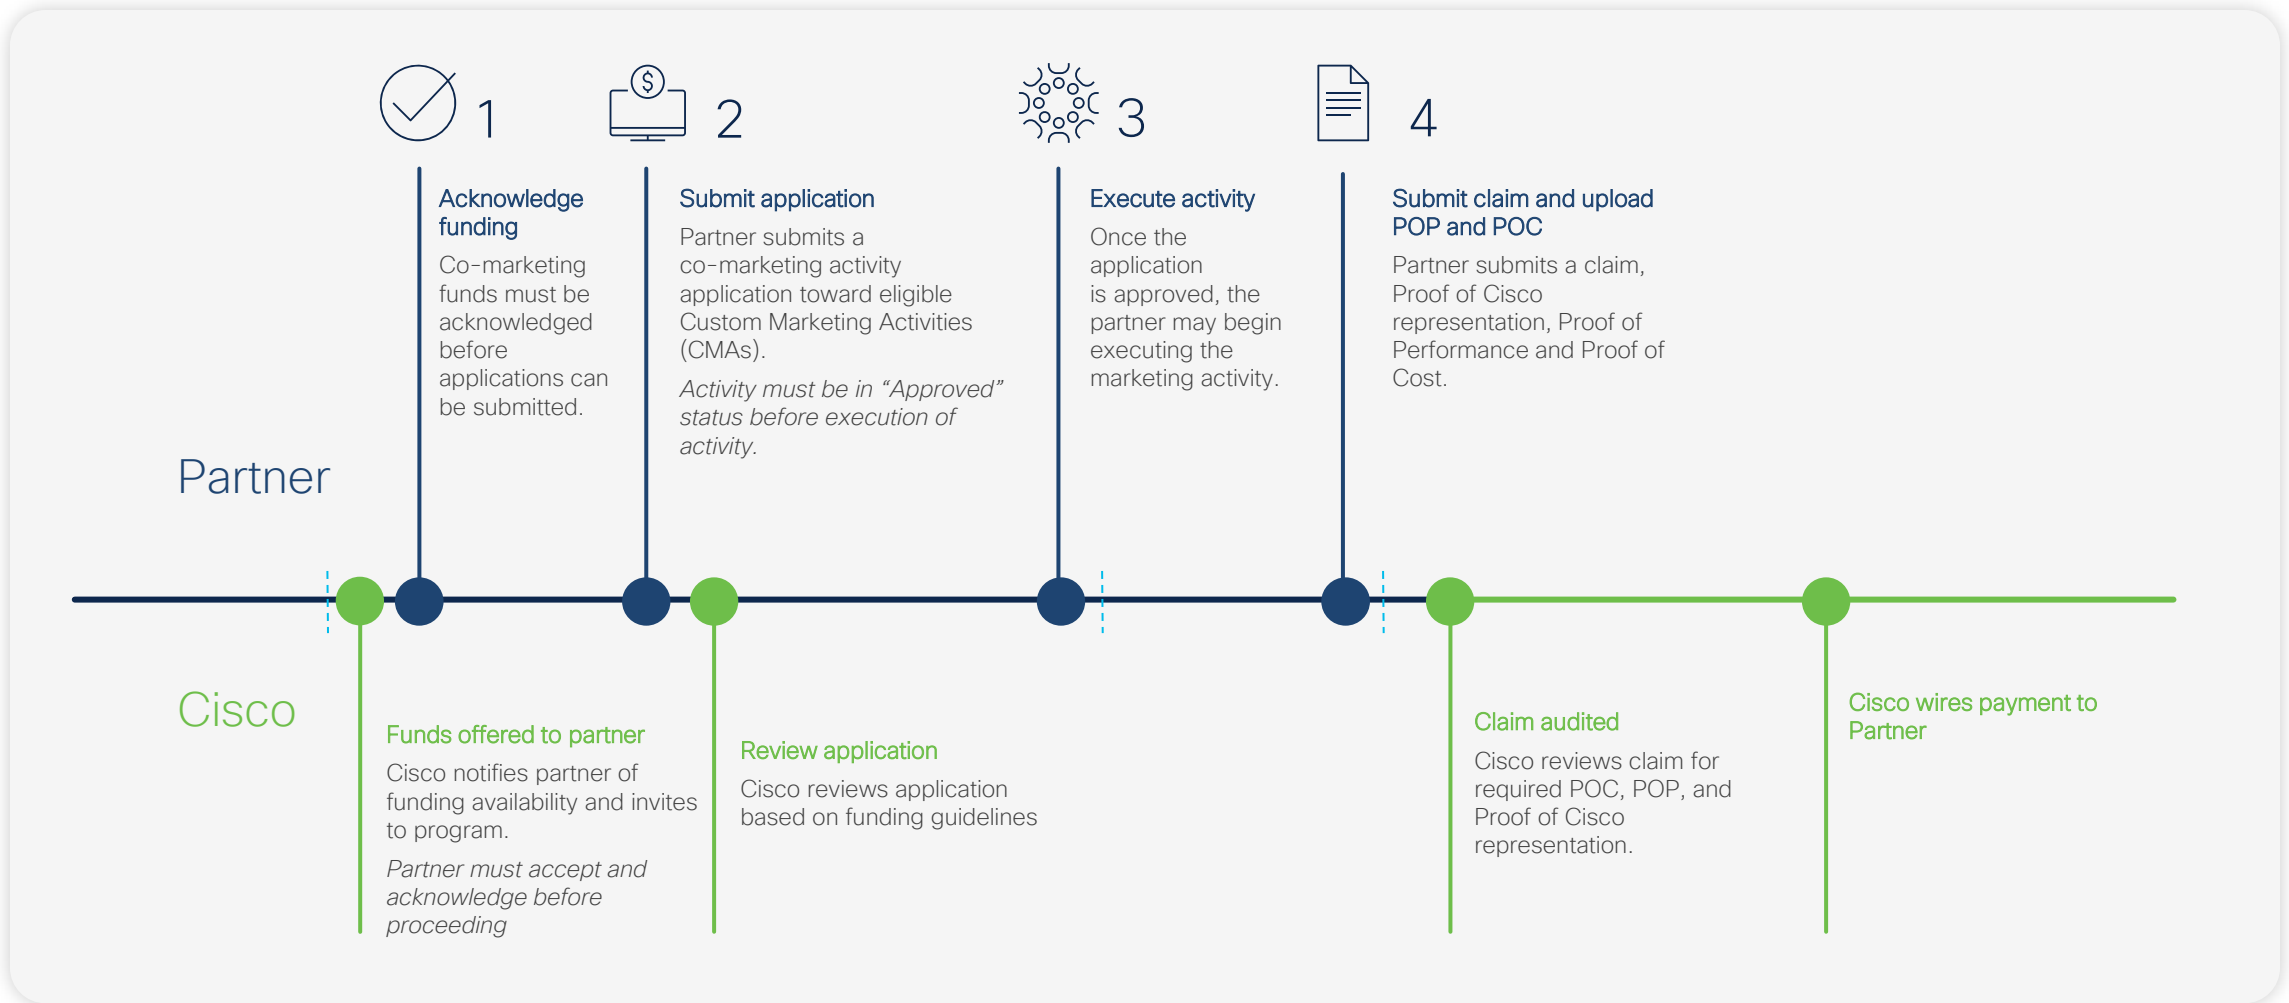 1
Acknowledge
funding
Co-marketing
funds must be
acknowledged
before
applications can
be submitted.
2
Submit application
Partner submits a
co-marketing activity
application toward eligible
Custom Marketing Activities
(CMAs).
Activity must be in “Approved”
status before execution of
activity.
3
Execute activity
Once the
application
is approved, the
partner may begin
executing the
marketing activity.
4
Submit claim and upload
POP and POC
Partner submits a claim,
Proof of Cisco
representation, Proof of
Performance and Proof of
Cost.
Partner
Cisco
Funds offered to partner
Cisco notifies partner of
funding availability and invites
to program.
Partner must accept and
acknowledge before
proceeding
Review application
Cisco reviews application
based on funding guidelines
Claim audited
Cisco reviews claim for
required POC, POP, and
Proof of Cisco
representation.
Cisco wires payment to
Partner
$